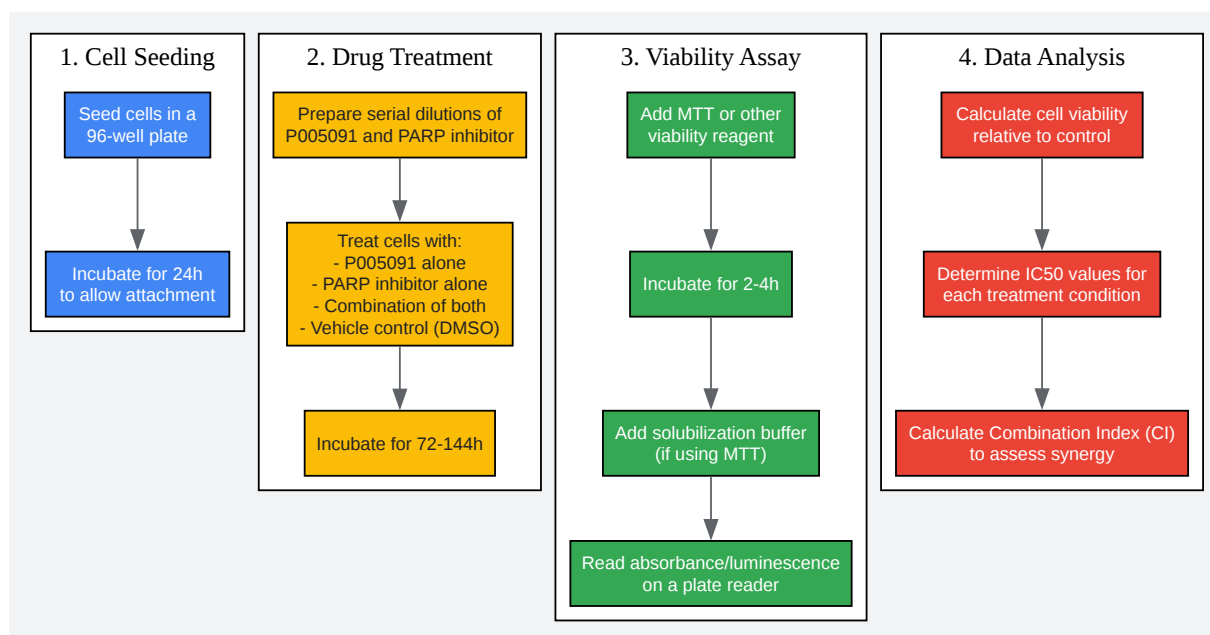 1. Cell Seeding
Seed cells in a
96-well plate
Incubate for 24h
to allow attachment
2. Drug Treatment
Prepare serial dilutions of
P005091 and PARP inhibitor
Treat cells with:
- P005091 alone
- PARP inhibitor alone
- Combination of both
- Vehicle control (DMSO)
Incubate for 72-144h
3. Viability Assay
Add MTT or other
viability reagent
Incubate for 2-4h
Add solubilization buffer
(if using MTT)
Read absorbance/luminescence
on a plate reader
4. Data Analysis
Calculate cell viability
relative to control
Determine IC50 values for
each treatment condition
Calculate Combination Index (CI)
to assess synergy